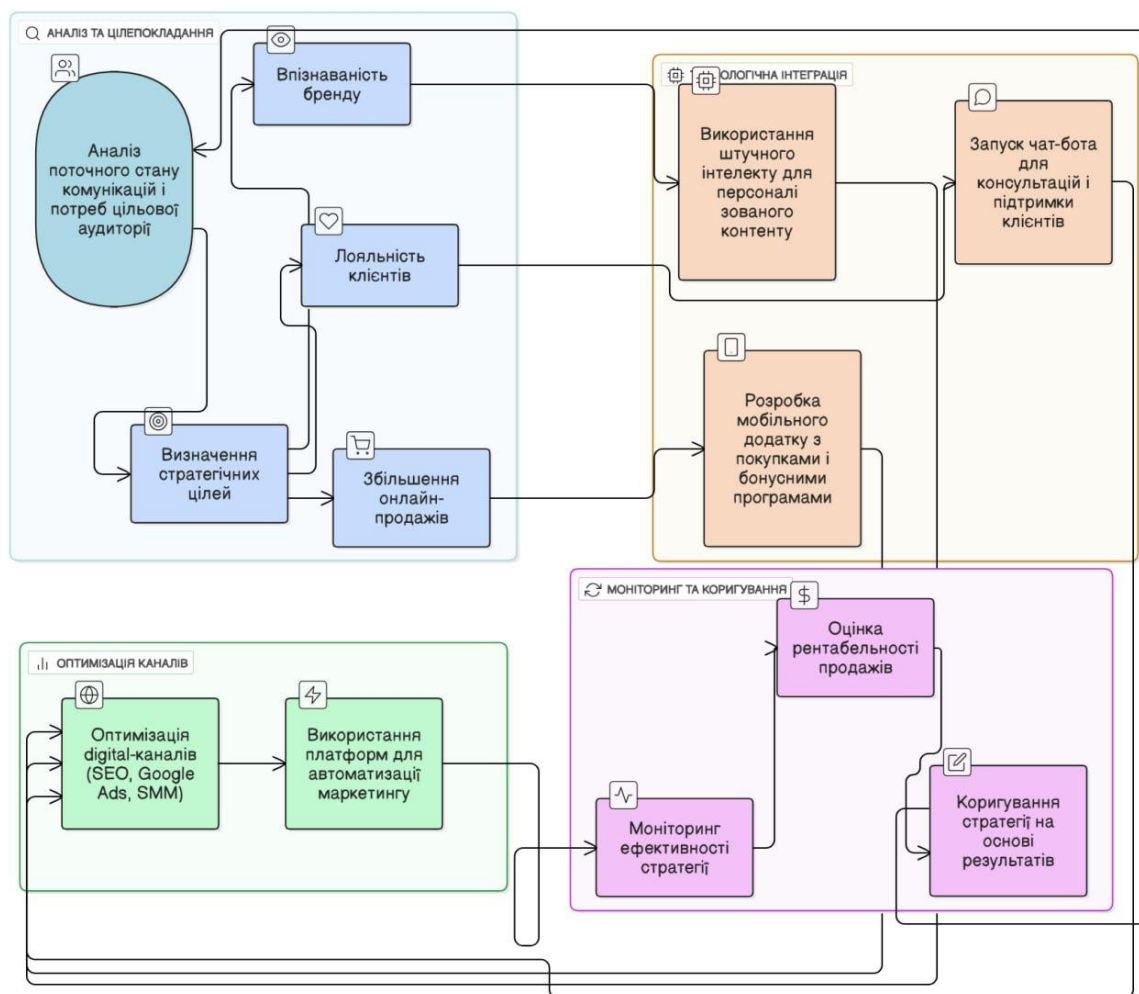 АНАЛІЗ ТА ЦІЛЕПОКЛАДАННЯ
Аналіз
поточного стану
комунікацій і
потреб цільової
аудиторії
Впізнаваність
бренду
Лояльність
клієнтів
Визначення
стратегічних
цілей
Збільшення
онлайн-
продажів
ІНТЕГРАЦІЯ
Використання
штучного
інтелекту для
персоналі
зованого
контенту
Запуск чат-бота
для
консультацій і
підтримки
клієнтів
Розробка
мобільного
додатку з
покупками і
бонусними
програмами
ОПТИМІЗАЦІЯ КАНАЛІВ
Оптимізація
digital-каналів
(SEO, Google
Ads, SMM)
Використання
платформ для
автоматизації
маркетингу
МОНІТОРИНГ ТА КОРИГУВАННЯ
Оцінка
рентабельності
продажів
Моніторинг
ефективності
стратегії
Коригування
стратегії на
основі
результатів